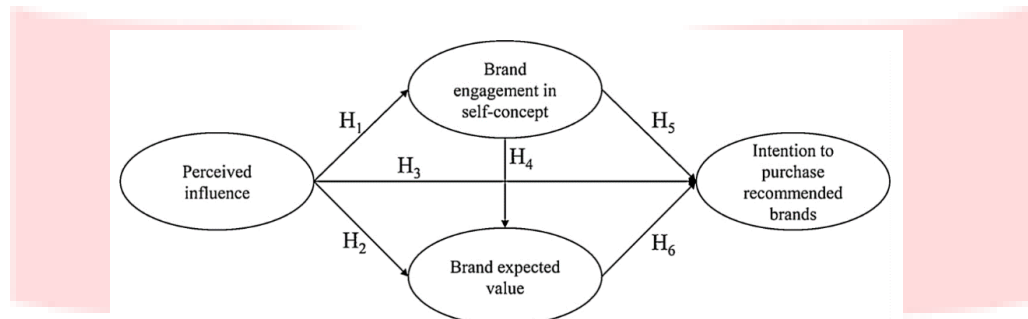 Brand
engagement in
self-concept
H₁
H₅
H₄
H₃
Perceived
influence
Intention to
purchase
recommended
brands
H₂
H₆
Brand expected
value